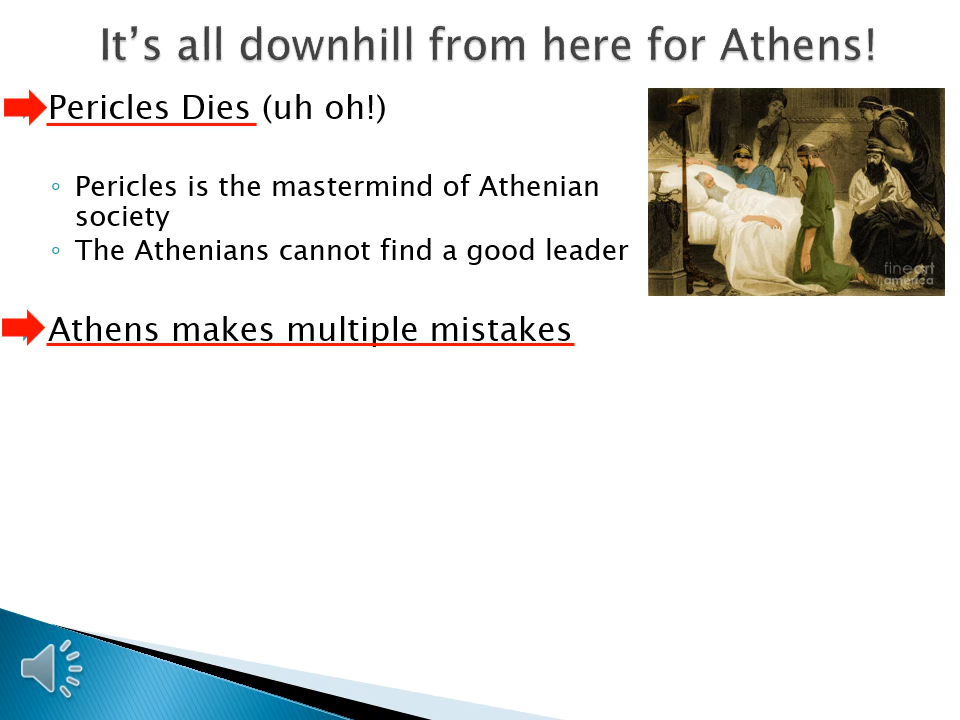 It's all downhill from here for Athens!
Pericles Dies (uh oh!)
◦ Pericles is the mastermind of Athenian
society
◦ The Athenians cannot find a good leader
Athens makes multiple mistakes
fineart
america